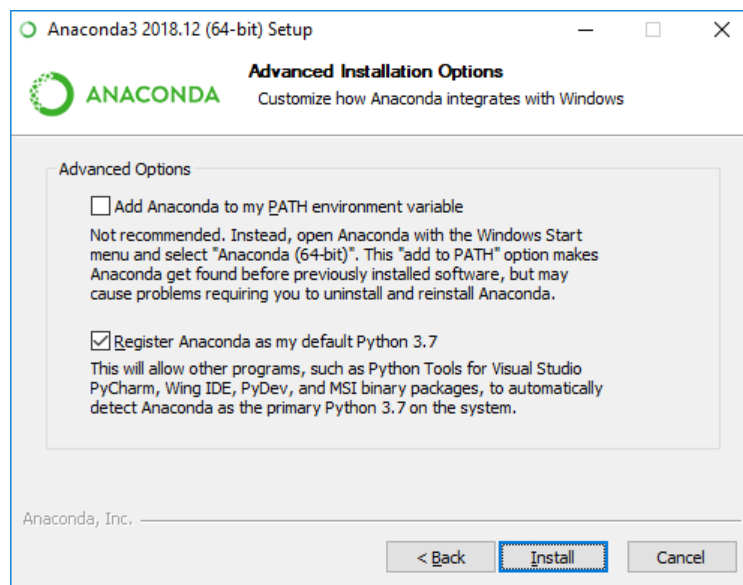 Anaconda3 2018.12 (64-bit) Setup
ANACONDA
Advanced Installation Options
Customize how Anaconda integrates with Windows
Advanced Options
Add Anaconda to my PATH environment variable
Not recommended. Instead, open Anaconda with the Windows Start
menu and select "Anaconda (64-bit)". This "add to PATH" option makes
Anaconda get found before previously installed software, but may
cause problems requiring you to uninstall and reinstall Anaconda.
Register Anaconda as my default Python 3.7
This will allow other programs, such as Python Tools for Visual Studio
PyCharm, Wing IDE, PyDev, and MSI binary packages, to automatically
detect Anaconda as the primary Python 3.7 on the system.
Anaconda, Inc.
< Back Install Cancel